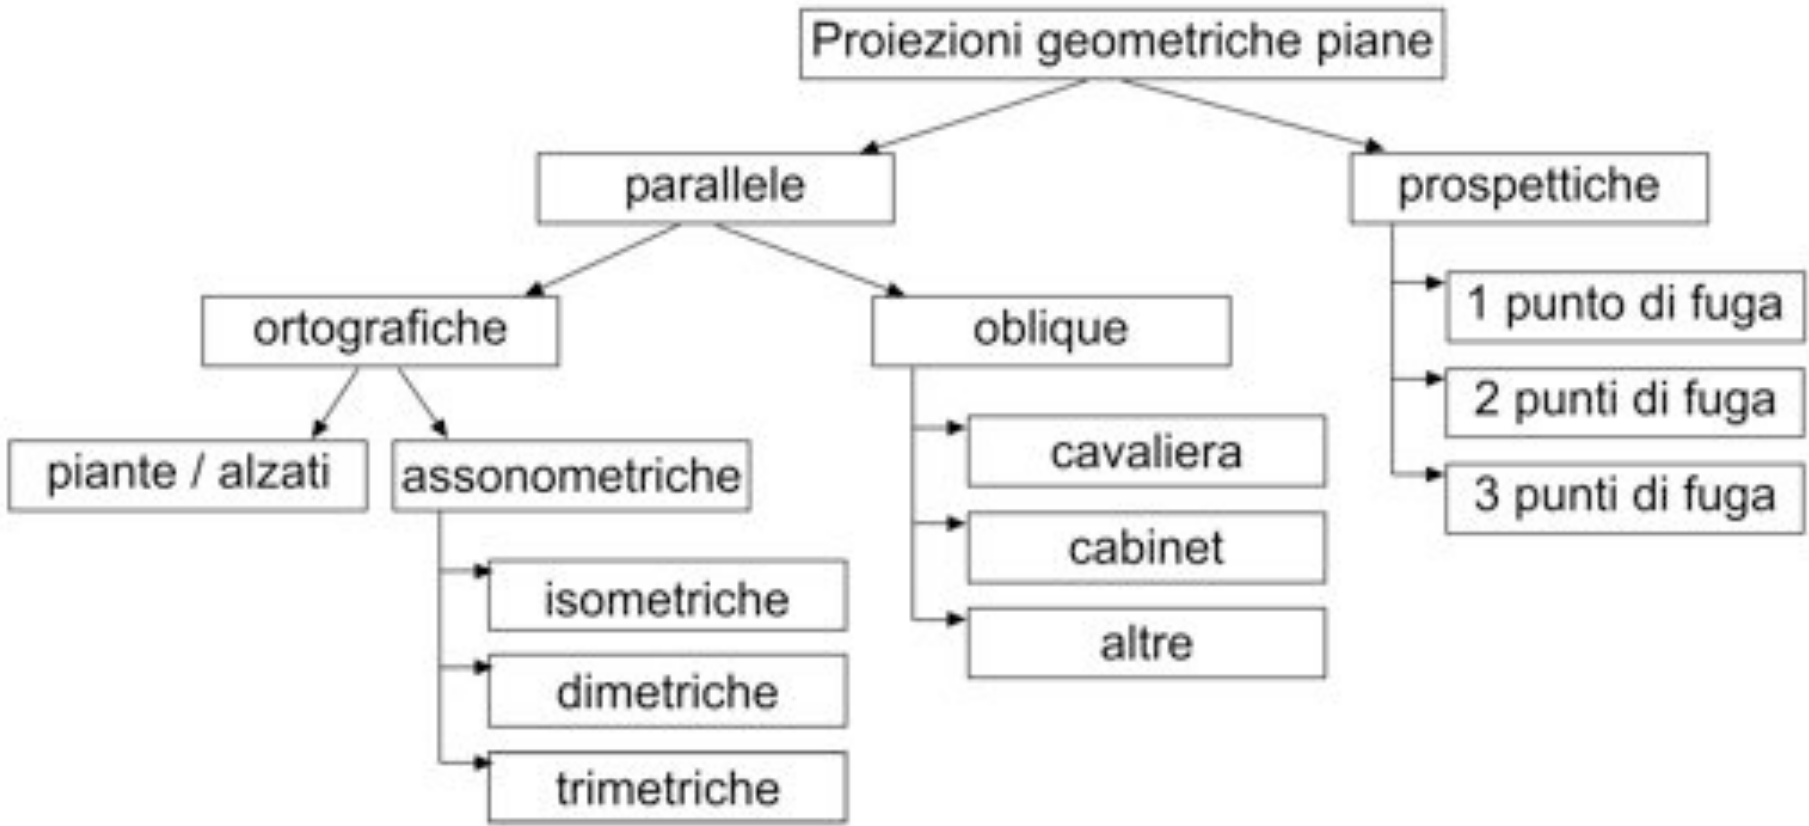 Proiezioni geometriche piane
parallele
prospettiche
ortografiche
oblique
1 punto di fuga
2 punti di fuga
3 punti di fuga
piante / alzati
assonometriche
cavaliera
cabinet
altre
isometriche
dimetriche
trimetriche